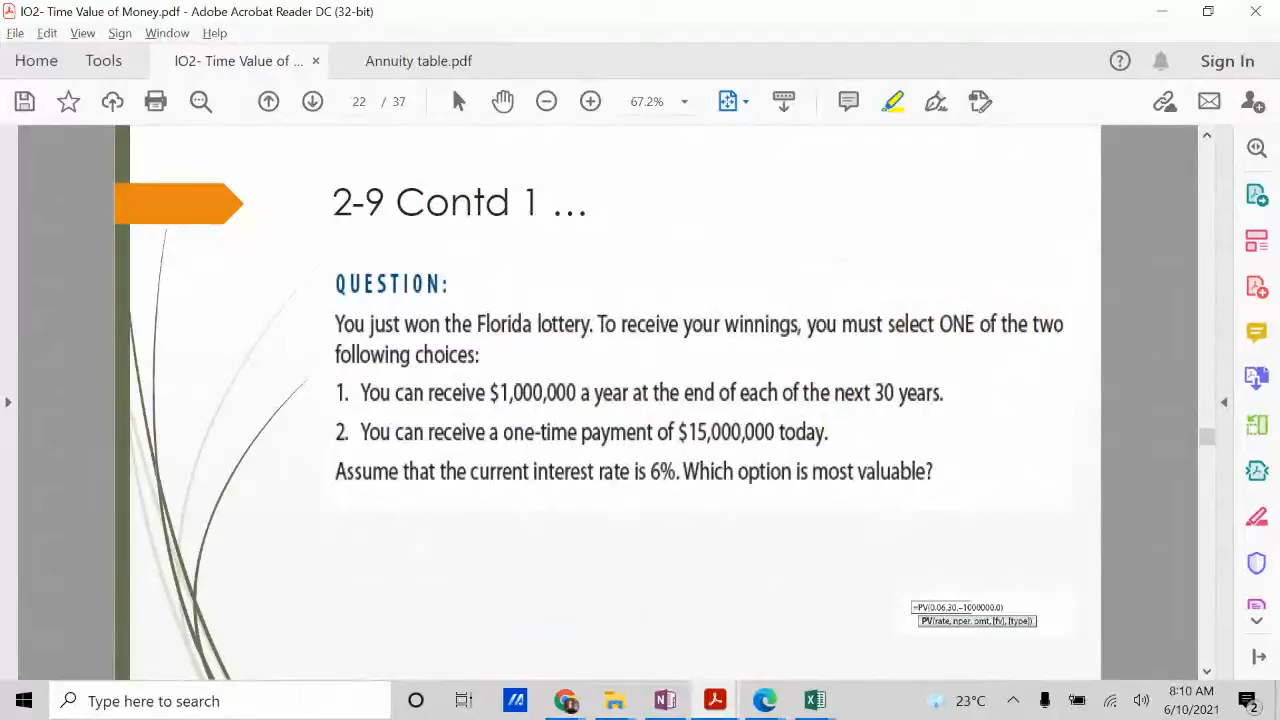 IO2- Time Value of Money.pdf - Adobe Acrobat Reader DC (32-bit)
File Edit View Sign Window Help
Home Tools IO2- Time Value of ... × Annuity table.pdf Sign In
22 / 37 67.2%
2-9 Contd 1 ...
QUESTION:
You just won the Florida lottery. To receive your winnings, you must select ONE of the two
following choices:
1. You can receive $1,000,000 a year at the end of each of the next 30 years.
2. You can receive a one-time payment of $15,000,000 today.
Assume that the current interest rate is 6%. Which option is most valuable?
=PV(0.06,30,-1000000,0)
PV(rate, nper, pmt, [fv], [type])
Type here to search 23°C 8:10 AM
6/10/2021 2